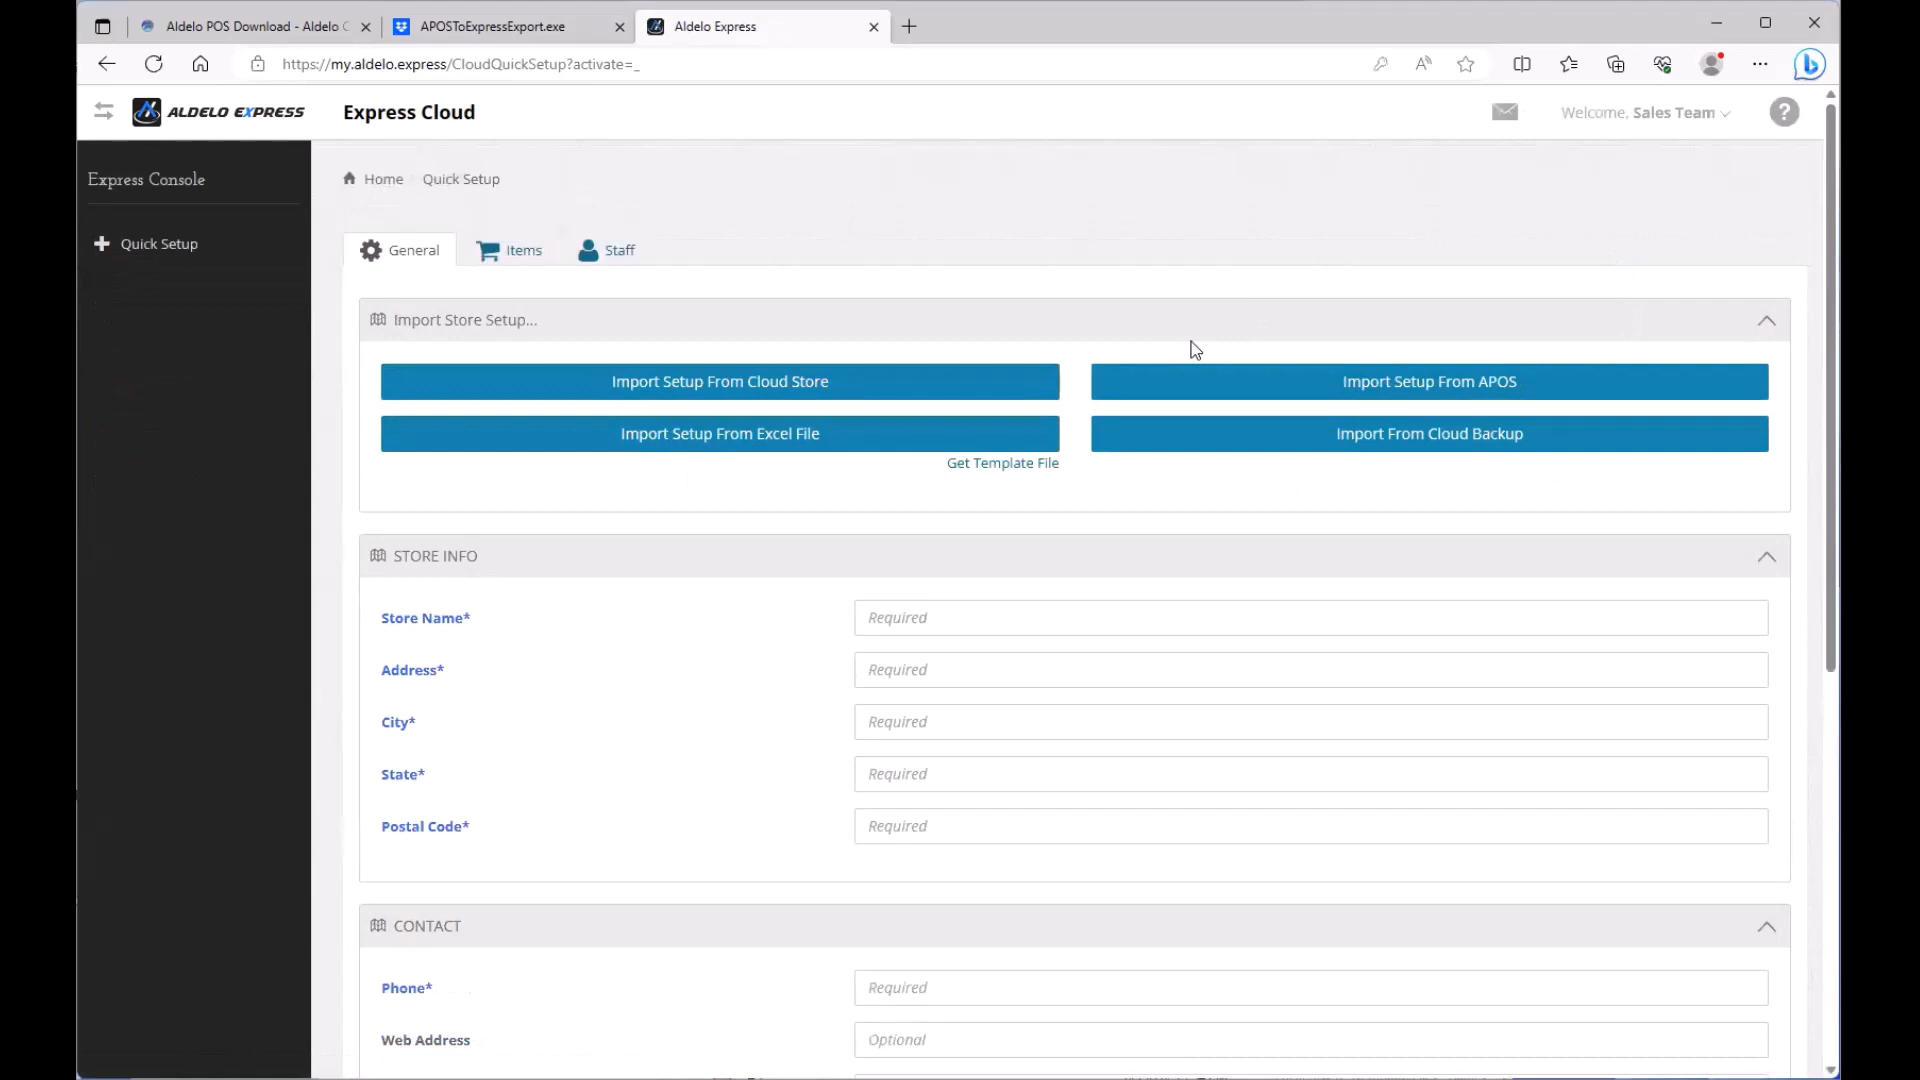 Aldelo POS Download - Aldelo C
APOSToExpressExport.exe
Aldelo Express
https://my.aldelo.express/CloudQuickSetup?activate=_
ALDELO EXPRESS
Express Cloud
Welcome, Sales Team
?
Express Console
Home
Quick Setup
Quick Setup
General
Items
Staff
Import Store Setup...
Import Setup From Cloud Store
Import Setup From APOS
Import Setup From Excel File
Import From Cloud Backup
Get Template File
STORE INFO
Store Name*
Required
Address*
Required
City*
Required
State*
Required
Postal Code*
Required
CONTACT
Phone*
Required
Web Address
Optional